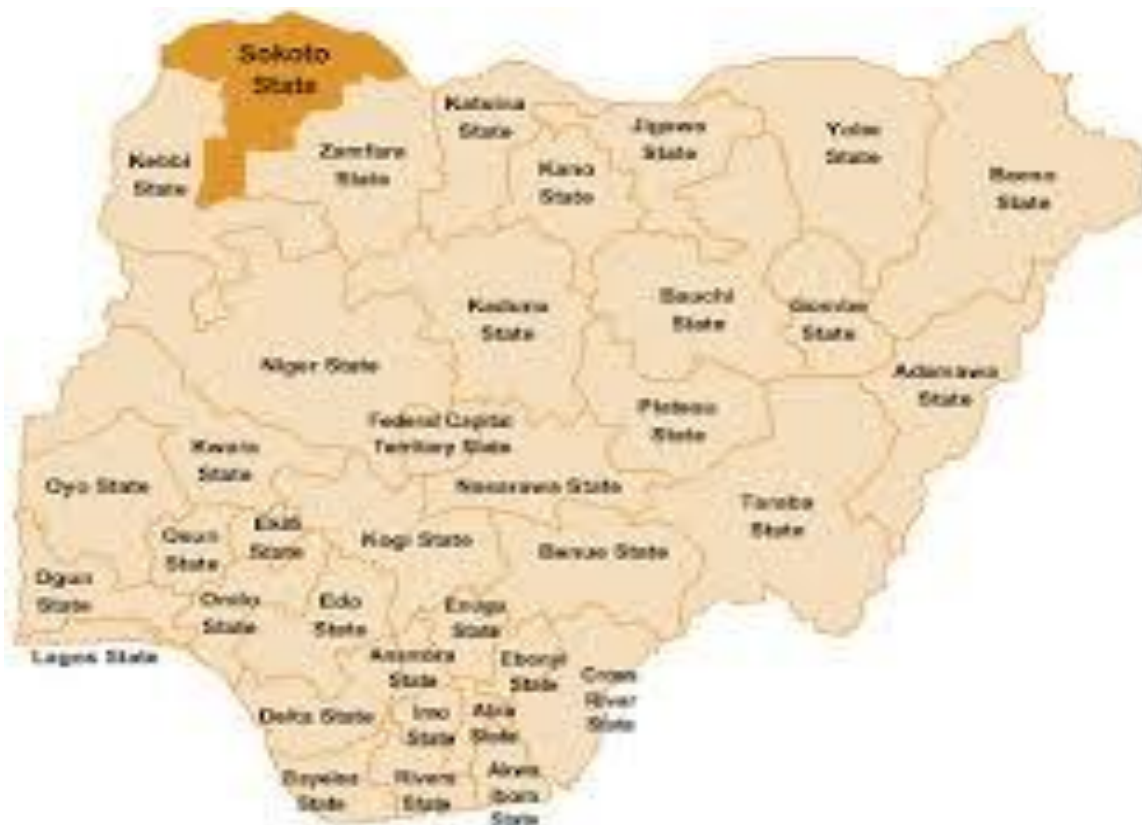 Sokoto
State
Katsina
State
Jigawa
State
Yobe
State
Kebbi
State
Zamfara
State
Kano
State
Borno
State
Kaduna
State
Bauchi
State
Gombe
State
Niger State
Adamawa
State
Federal Capital
Territory State
Plateau
State
Kwara
State
Oyo State
Nasarawa State
Taraba
State
Osun
State
Ekiti
State
Kogi State
Benue State
Ogun
State
Ondo
State
Edo
State
Enugu
State
Lagos State
Anambra
State
Ebonyi
State
Cross
River
State
Delta State
Imo
State
Abia
State
Bayelsa
State
Rivers
State
Akwa
Ibom
State